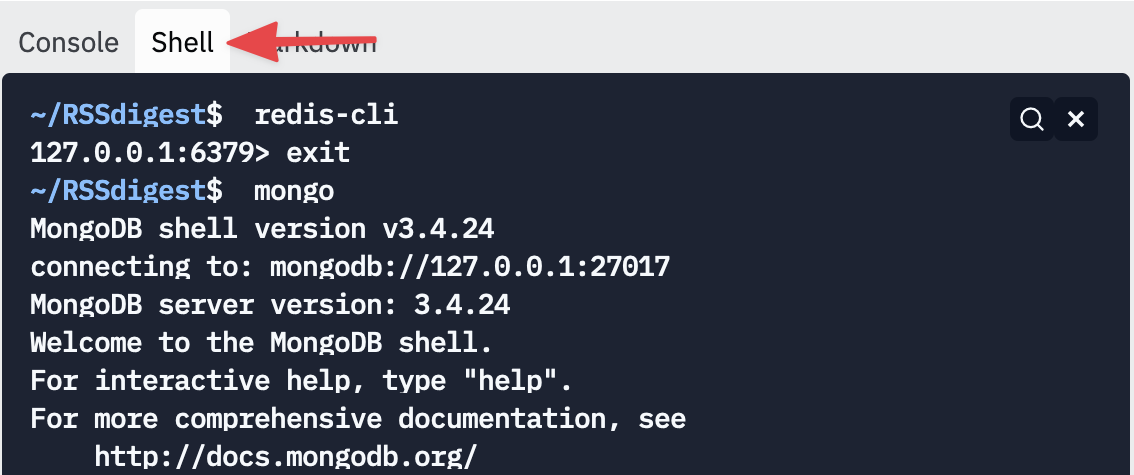 Console Shell Markdown
~/RSSdigest$  redis-cli
127.0.0.1:6379> exit
~/RSSdigest$  mongo
MongoDB shell version v3.4.24
connecting to: mongodb://127.0.0.1:27017
MongoDB server version: 3.4.24
Welcome to the MongoDB shell.
For interactive help, type "help".
For more comprehensive documentation, see
    http://docs.mongodb.org/